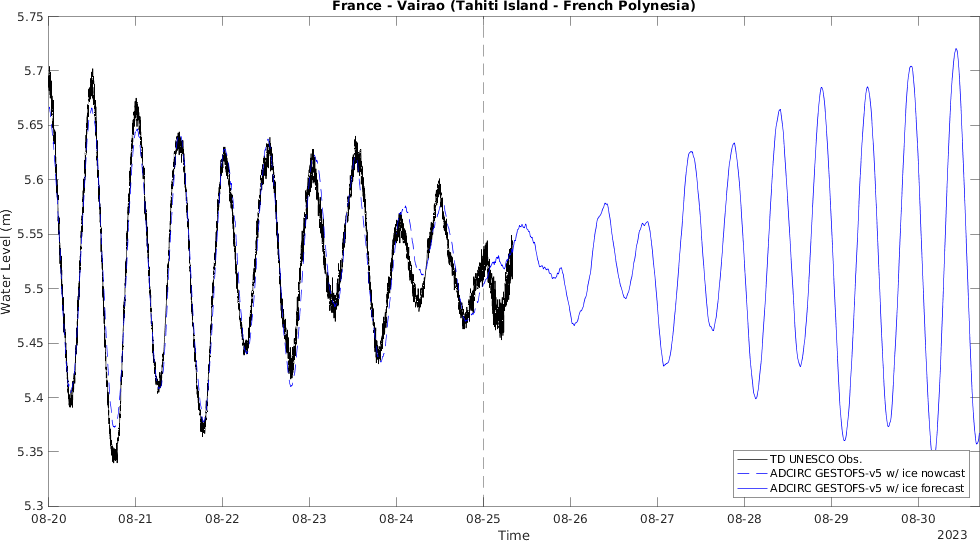 France - Vairao (Tahiti Island - French Polynesia)
5.75
5.7
5.65
5.6
5.55
5.5
5.45
5.4
5.35
5.3
Water Level (m)
TD UNESCO Obs.
ADCIRC GESTOFS-v5 w/ ice nowcast
ADCIRC GESTOFS-v5 w/ ice forecast
08-20 08-21 08-22 08-23 08-24 08-25 08-26 08-27 08-28 08-29 08-30
Time
2023